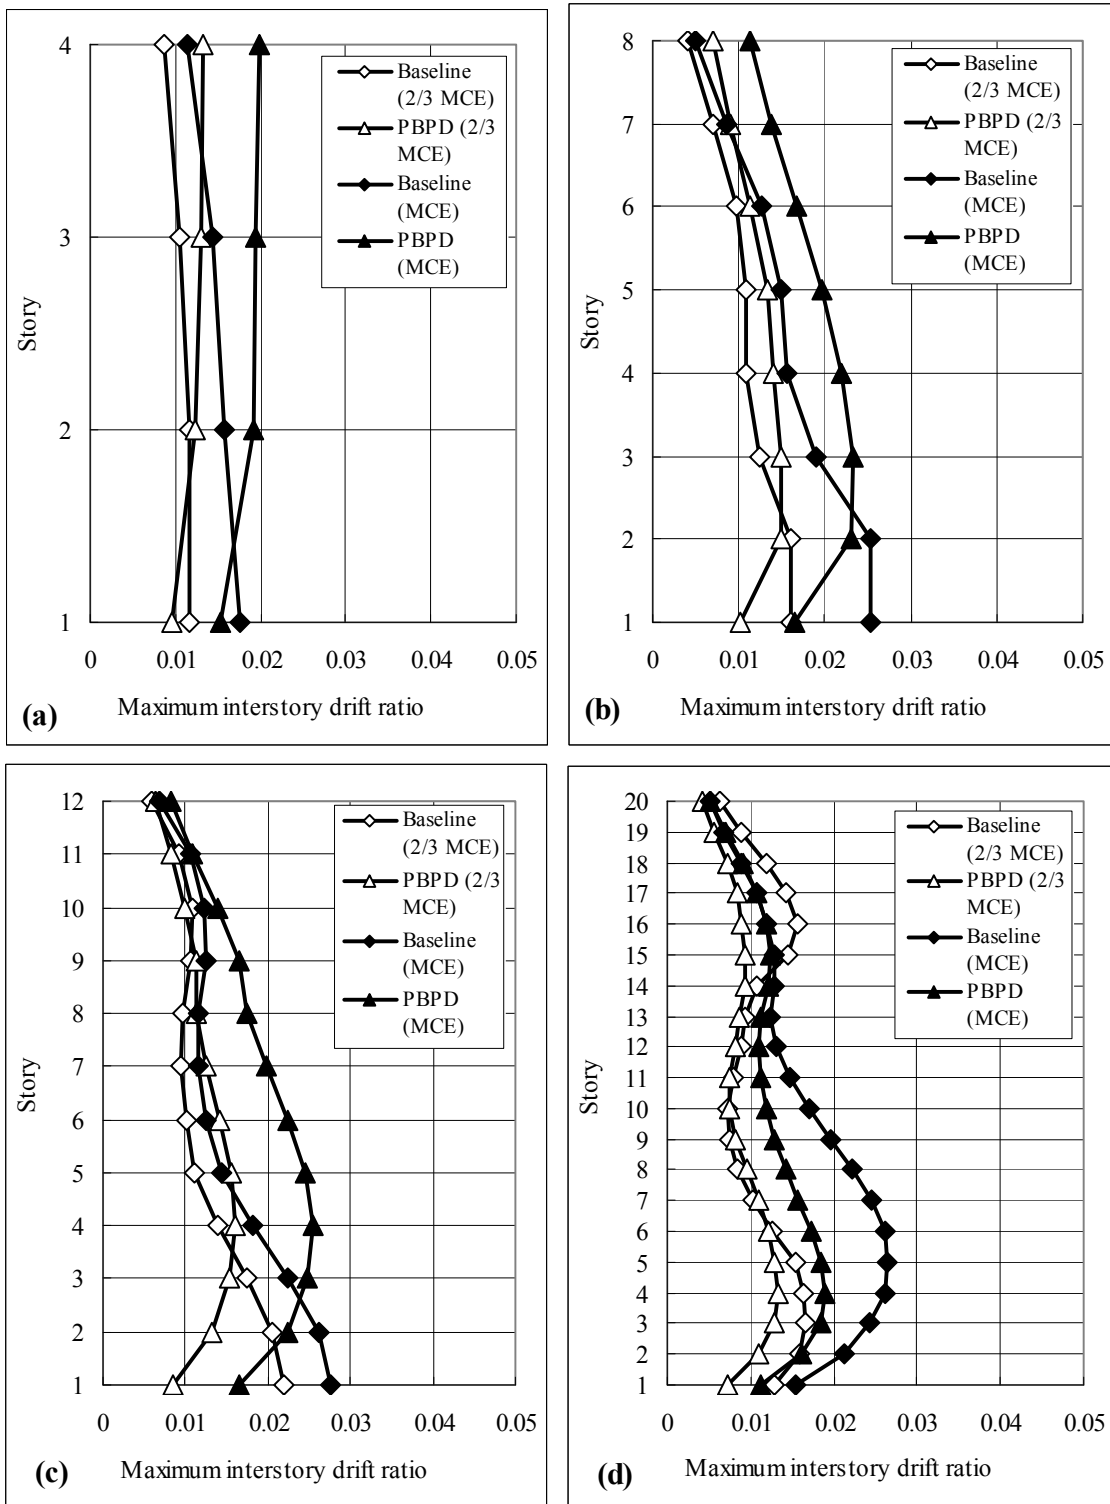 4
3
2
1
Story
0
0.01
0.02
0.03
0.04
0.05
Baseline
(2/3 MCE)
PBPD (2/3
MCE)
Baseline
(MCE)
PBPD
(MCE)
(a)
Maximum interstory drift ratio
8
7
6
5
4
3
2
1
Story
0
0.01
0.02
0.03
0.04
0.05
Baseline
(2/3 MCE)
PBPD (2/3
MCE)
Baseline
(MCE)
PBPD
(MCE)
(b)
Maximum interstory drift ratio
12
11
10
9
8
7
6
5
4
3
2
1
Story
0
0.01
0.02
0.03
0.04
0.05
Baseline
(2/3 MCE)
PBPD (2/3
MCE)
Baseline
(MCE)
PBPD
(MCE)
(c)
Maximum interstory drift ratio
20
19
18
17
16
15
14
13
12
11
10
9
8
7
6
5
4
3
2
1
Story
0
0.01
0.02
0.03
0.04
0.05
Baseline
(2/3 MCE)
PBPD (2/3
MCE)
Baseline
(MCE)
PBPD
(MCE)
(d)
Maximum interstory drift ratio